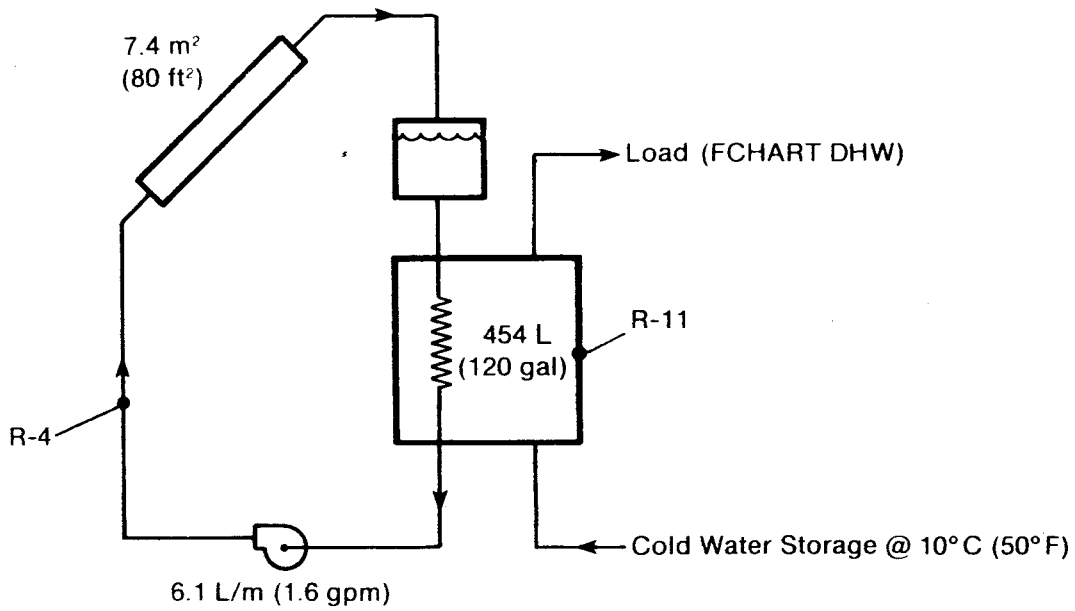 7.4 m²
(80 ft²)
Load (FCHART DHW)
R-11
454 L
(120 gal)
R-4
Cold Water Storage @ 10°C (50°F)
6.1 L/m (1.6 gpm)